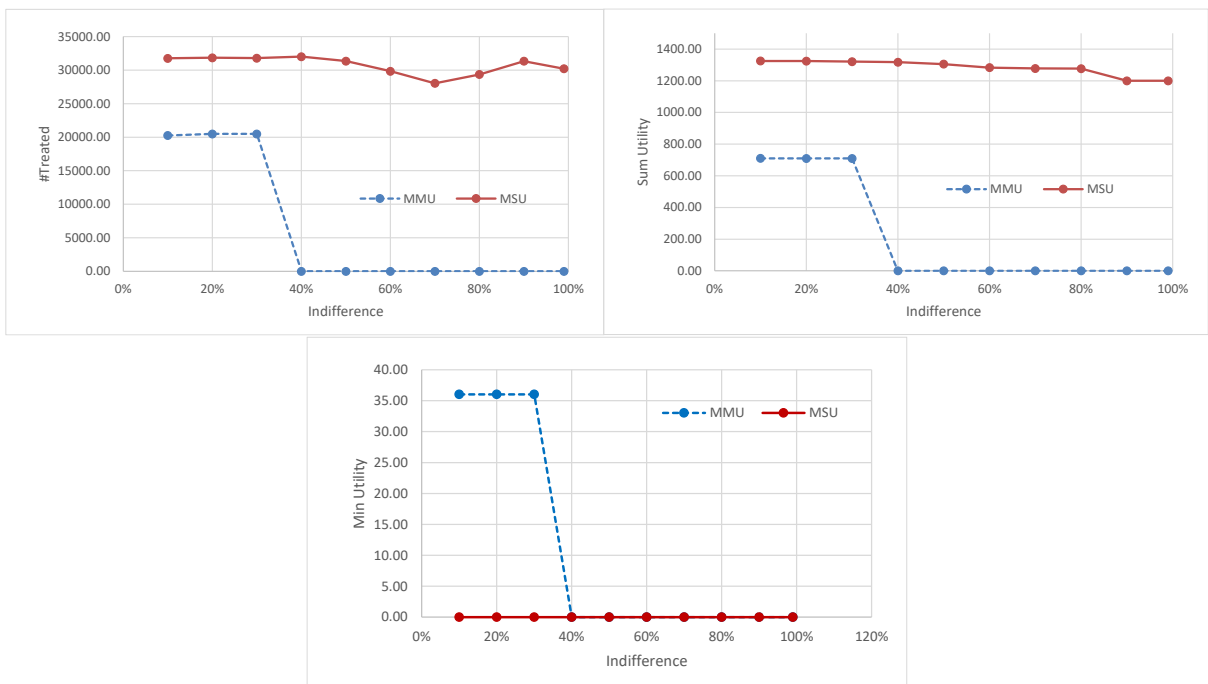 35000.00
30000.00
25000.00
20000.00
15000.00
10000.00
5000.00
0.00
#Treated
MMU MSU
0% 20% 40% 60% 80% 100%
Indifference
1400.00
1200.00
1000.00
800.00
600.00
400.00
200.00
0.00
Sum Utility
MMU MSU
0% 20% 40% 60% 80% 100%
Indifference
40.00
35.00
30.00
25.00
20.00
15.00
10.00
5.00
0.00
Min Utility
MMU MSU
0% 20% 40% 60% 80% 100% 120%
Indifference